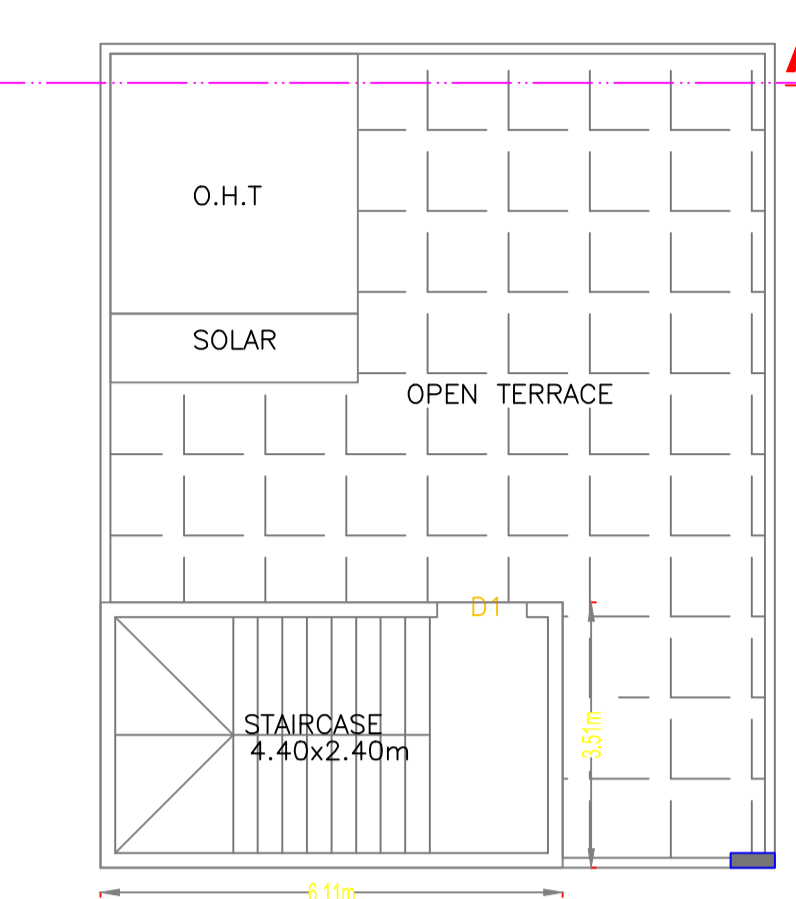 O.H.T
SOLAR
OPEN TERRACE
D1
STAIRCASE
4.40x2.40m
3.51m
6.11m